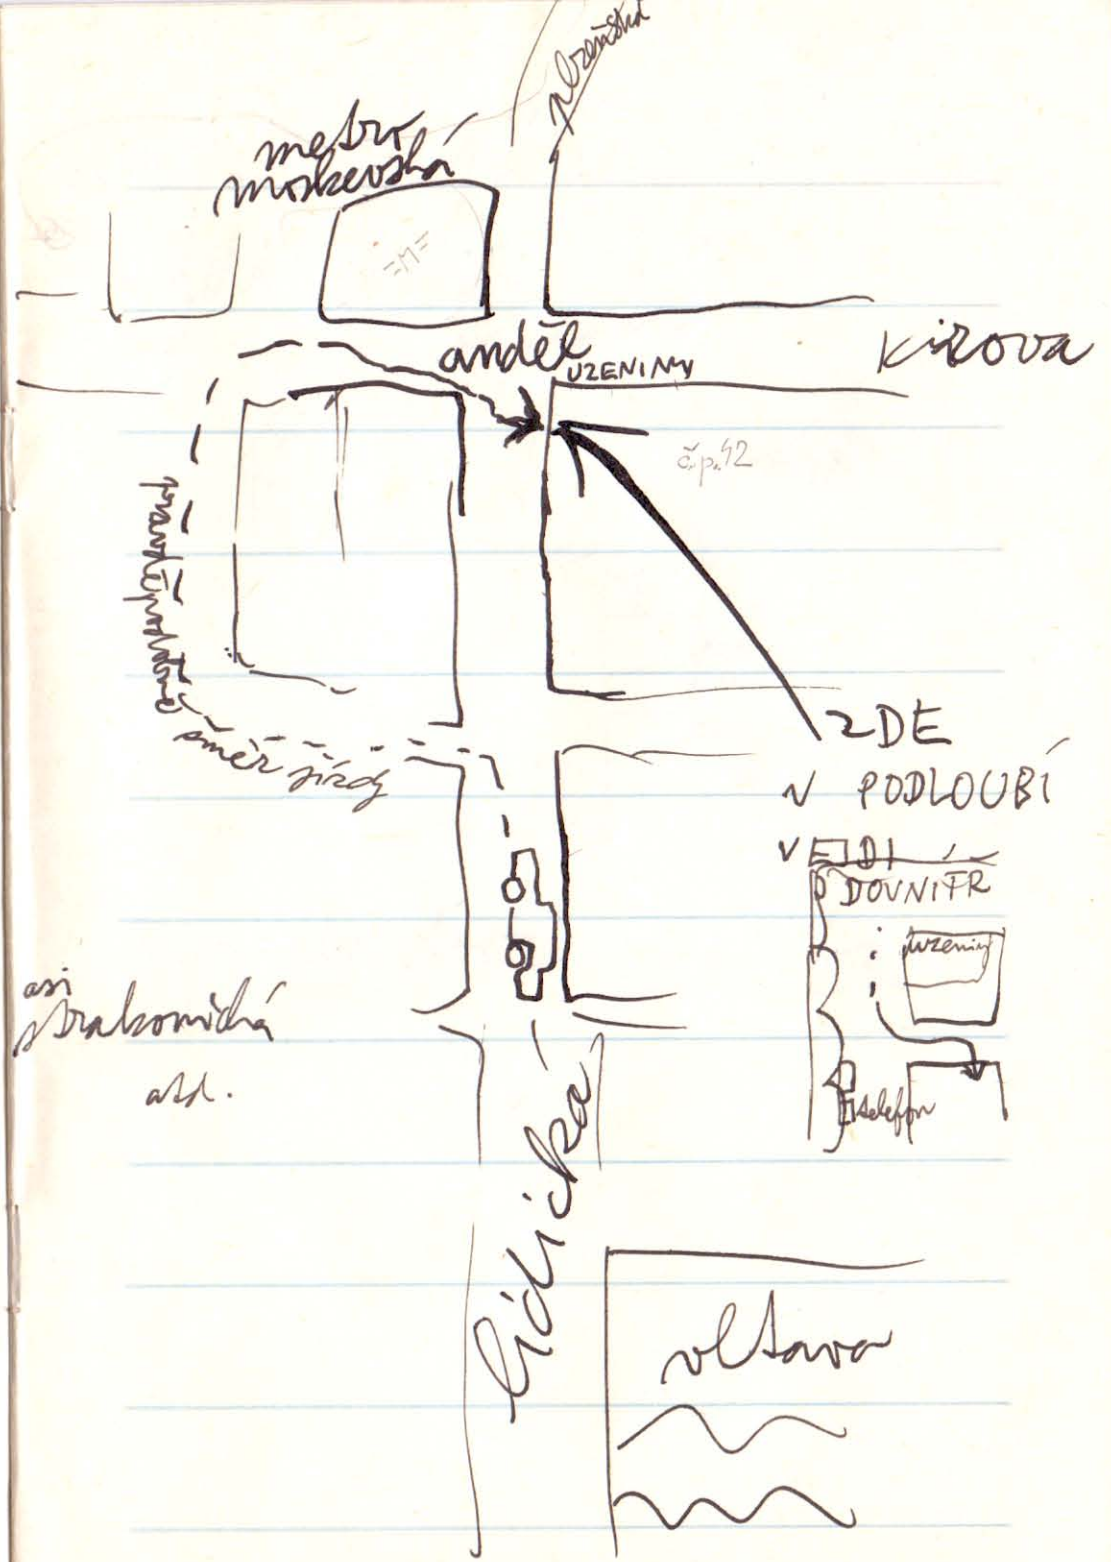 plzeňská
metro
moskevská
=M=
anděl
UZENINY
Kirova
č.p. 42
směr jízdy
ZDE
V PODLOUBÍ
VEJDI
DOVNITŘ
uzeniny
telefon
asi
strakonická
atd.
lidická
vltava